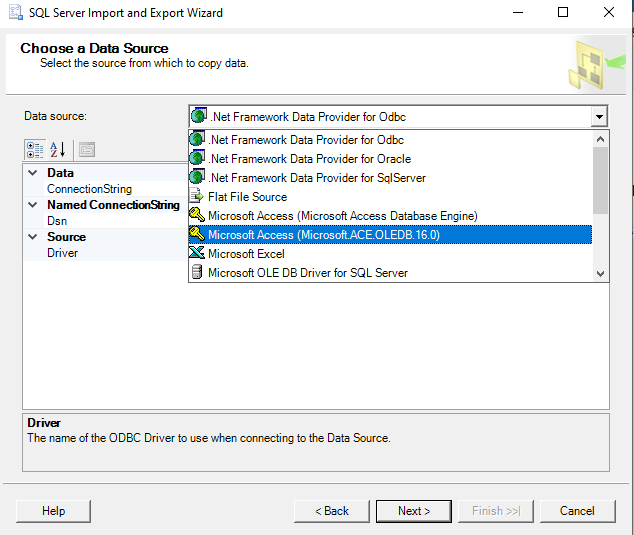 SQL Server Import and Export Wizard
Choose a Data Source
Select the source from which to copy data.
Data source:
.Net Framework Data Provider for Odbc
.Net Framework Data Provider for Odbc
.Net Framework Data Provider for Oracle
.Net Framework Data Provider for SqlServer
Flat File Source
Microsoft Access (Microsoft Access Database Engine)
Microsoft Access (Microsoft.ACE.OLEDB.16.0)
Microsoft Excel
Microsoft OLE DB Driver for SQL Server
Data
ConnectionString
Named ConnectionString
Dsn
Source
Driver
Driver
The name of the ODBC Driver to use when connecting to the Data Source.
Help
< Back
Next >
Finish >>|
Cancel